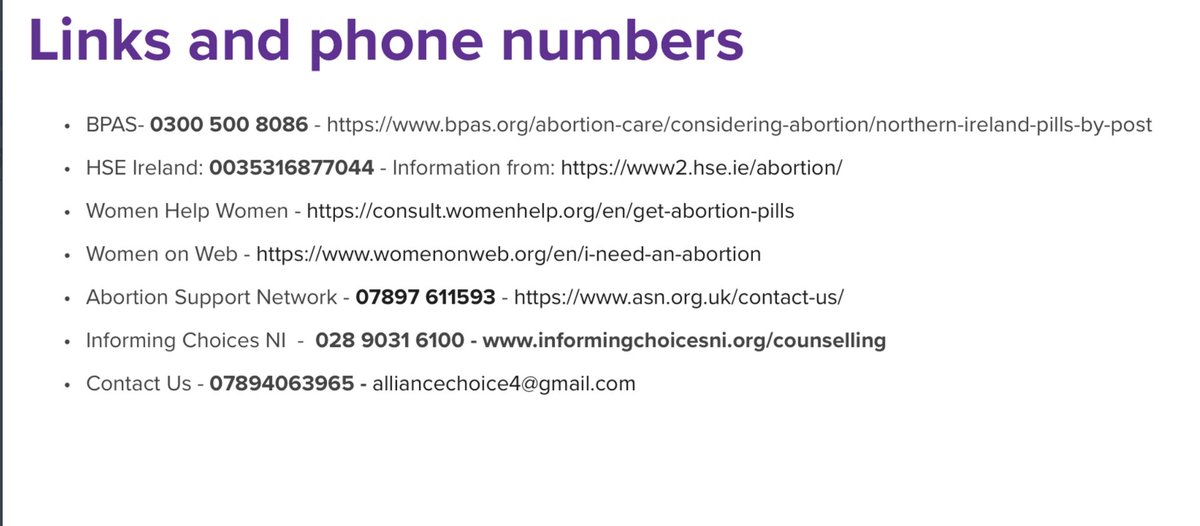 Links and phone numbers
• BPAS- 0300 500 8086 - https://www.bpas.org/abortion-care/considering-abortion/northern-ireland-pills-by-post
• HSE Ireland: 0035316877044 - Information from: https://www2.hse.ie/abortion/
• Women Help Women - https://consult.womenhelp.org/en/get-abortion-pills
• Women on Web - https://www.womenonweb.org/en/i-need-an-abortion
• Abortion Support Network - 07897 611593 - https://www.asn.org.uk/contact-us/
• Informing Choices NI - 028 9031 6100 - www.informingchoicesni.org/counselling
• Contact Us - 07894063965 - alliancechoice4@gmail.com